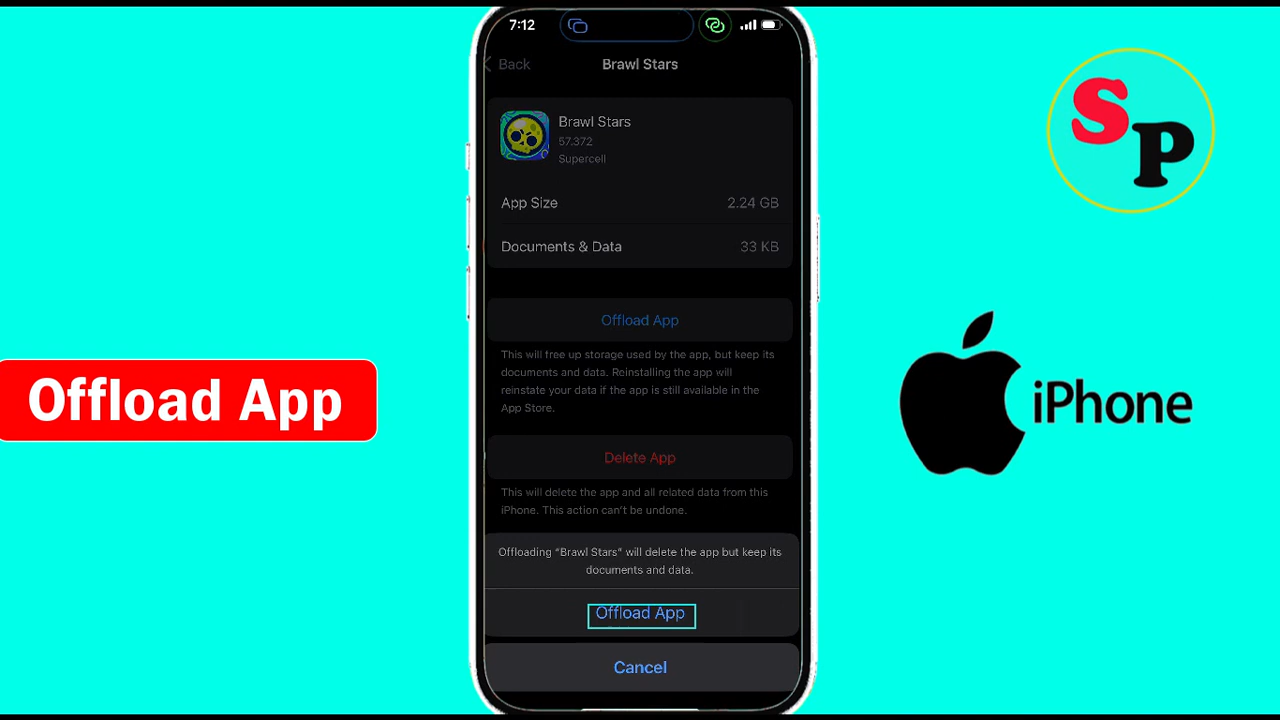 7:12
Back
Brawl Stars
Brawl Stars
57.372
Supercell
App Size 2.24 GB
Documents & Data 33 KB
Offload App
This will free up storage used by the app, but keep its
documents and data. Reinstalling the app will
reinstate your data if the app is still available in the
App Store.
Delete App
This will delete the app and all related data from this
iPhone. This action can't be undone.
Offloading "Brawl Stars" will delete the app but keep its
documents and data.
Offload App
Cancel
Offload App
SP
iPhone